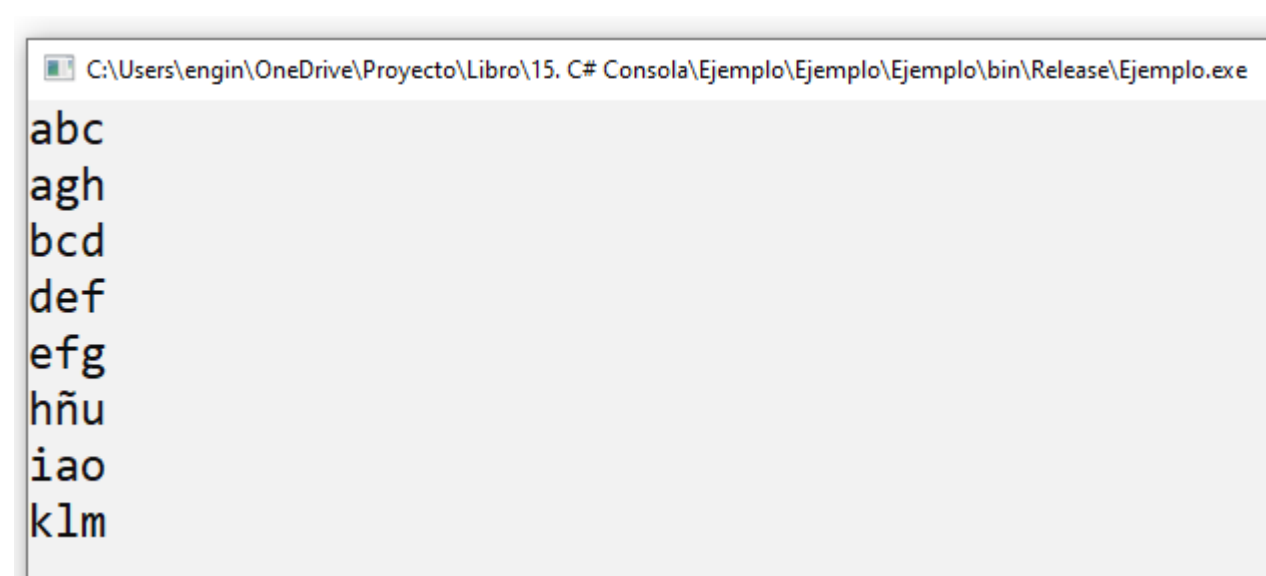 C:\Users\engin\OneDrive\Proyecto\Libro\15. C# Consola\Ejemplo\Ejemplo\Ejemplo\bin\Release\Ejemplo.exe
abc
agh
bcd
def
efg
hñu
iao
klm